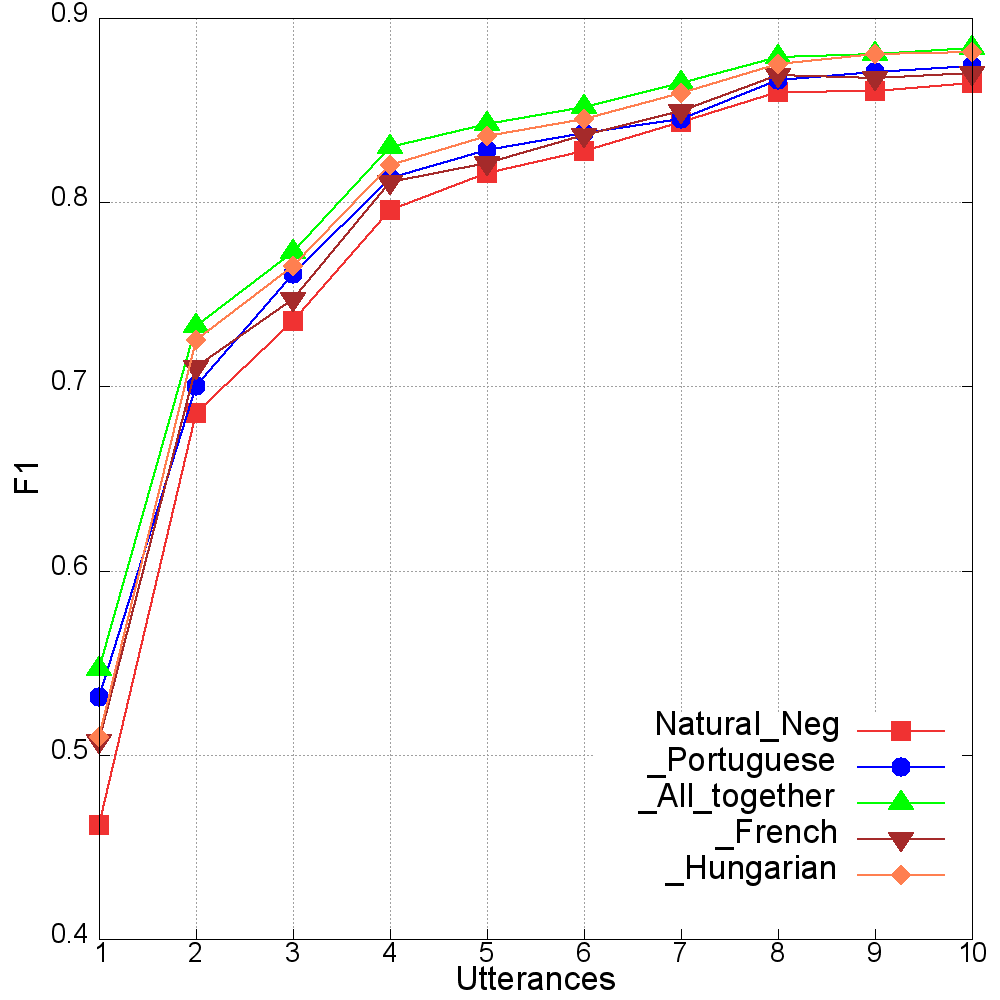 0.9
0.8
0.7
0.6
0.5
0.4
F1
1 2 3 4 5 6 7 8 9 10
Utterances
Natural_Neg
_Portuguese
_All_together
_French
_Hungarian